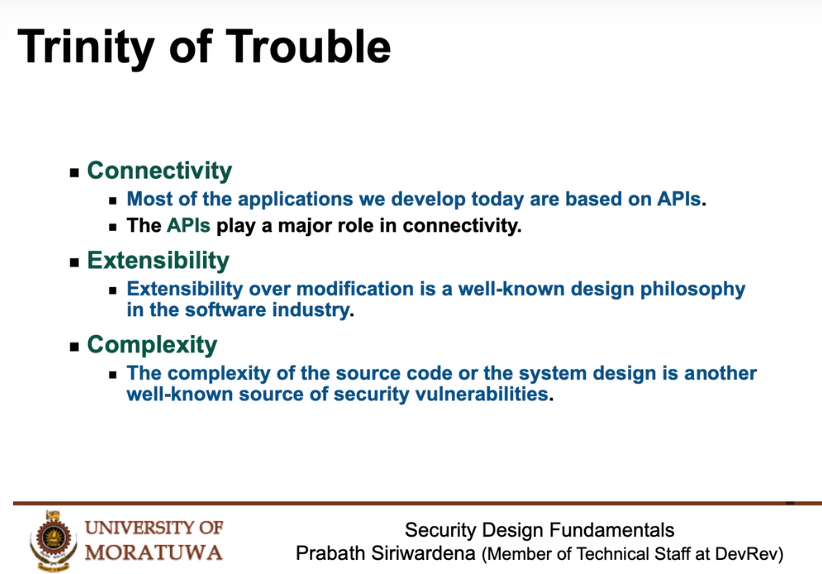 Trinity of Trouble
▪ Connectivity
▪ Most of the applications we develop today are based on APIs.
▪ The APIs play a major role in connectivity.
▪ Extensibility
▪ Extensibility over modification is a well-known design philosophy
in the software industry.
▪ Complexity
▪ The complexity of the source code or the system design is another
well-known source of security vulnerabilities.
UNIVERSITY OF
MORATUWA
Security Design Fundamentals
Prabath Siriwardena (Member of Technical Staff at DevRev)